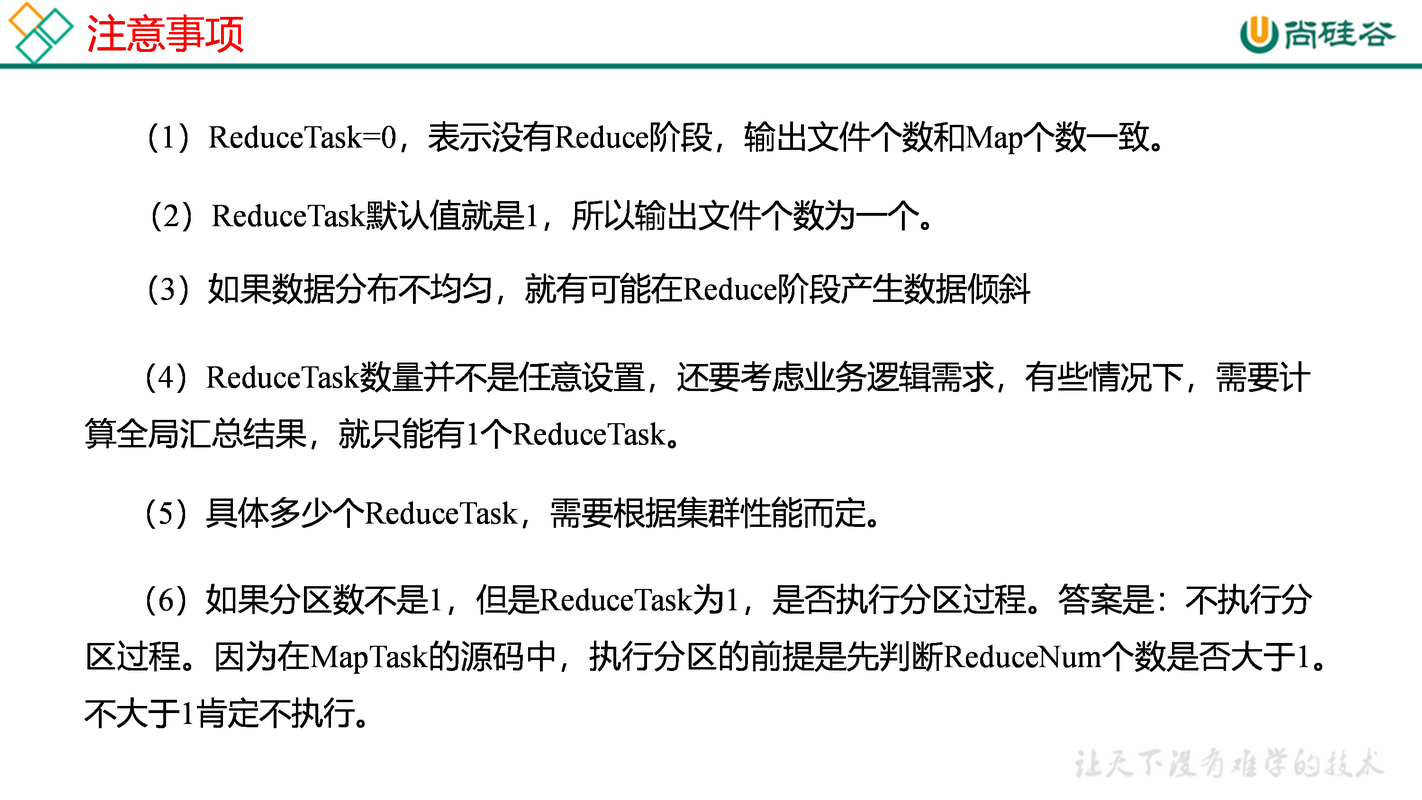 注意事项
尚硅谷
（1）ReduceTask=0，表示没有Reduce阶段，输出文件个数和Map个数一致。
（2）ReduceTask默认值就是1，所以输出文件个数为一个。
（3）如果数据分布不均匀，就有可能在Reduce阶段产生数据倾斜
（4）ReduceTask数量并不是任意设置，还要考虑业务逻辑需求，有些情况下，需要计
算全局汇总结果，就只能有1个ReduceTask。
（5）具体多少个ReduceTask，需要根据集群性能而定。
（6）如果分区数不是1，但是ReduceTask为1，是否执行分区过程。答案是：不执行分
区过程。因为在MapTask的源码中，执行分区的前提是先判断ReduceNum个数是否大于1。
不大于1肯定不执行。
让天下没有难学的技术